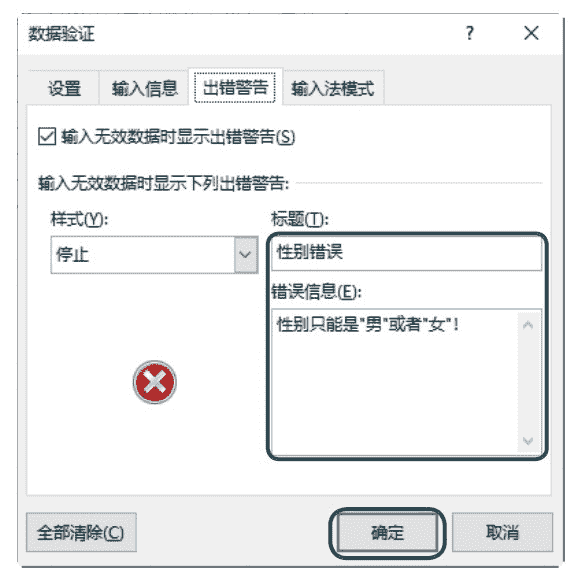 数据验证 ?
设置 输入信息 出错警告 输入法模式
输入无效数据时显示出错警告(S)
输入无效数据时显示下列出错警告:
样式(Y): 标题(T):
停止 性别错误
错误信息(E):
性别只能是"男"或者"女"!
全部清除(C) 确定 取消